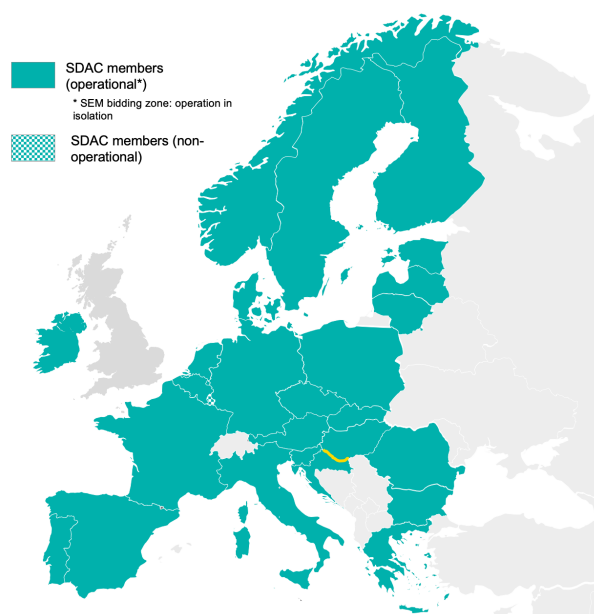 SDAC members
(operational*)
* SEM bidding zone: operation in
isolation
SDAC members (non-
operational)